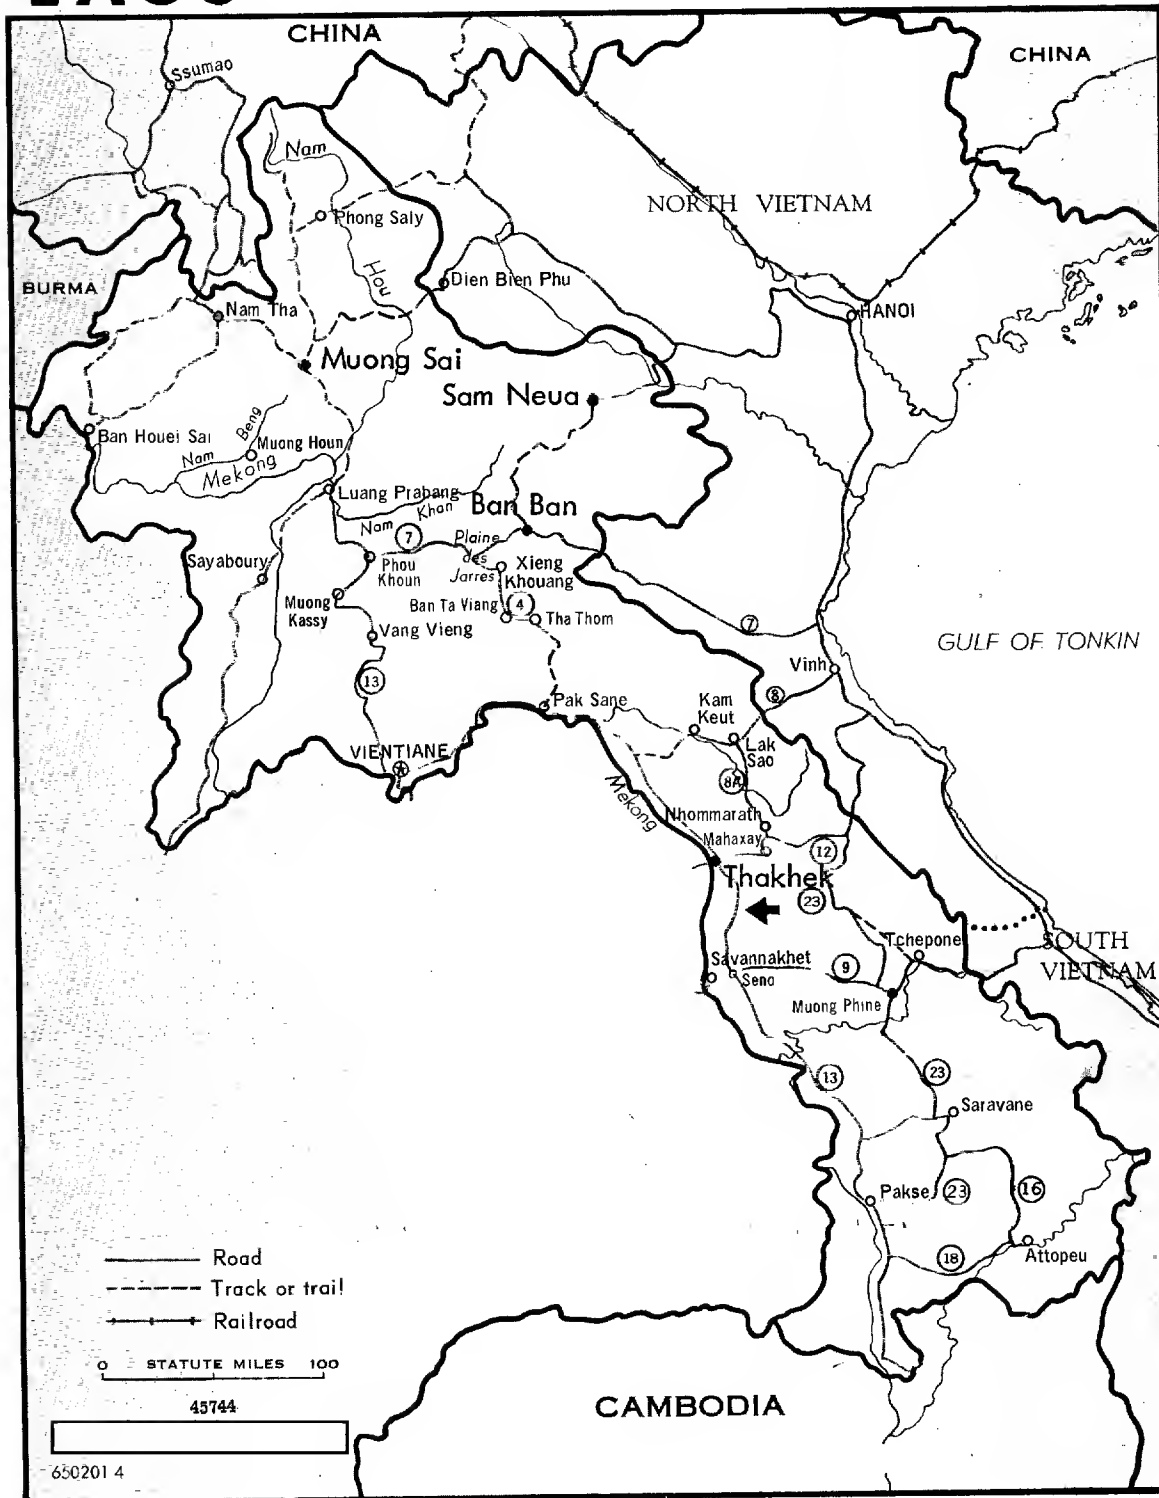 LAOS
CHINA
CHINA
Ssumao
Nam
NORTH VIETNAM
Phong Saly
Hou
Dien Bien Phu
BURMA
Nam Tha
HANOI
Muong Sai
Sam Neua
Ban Houei Sai
Beng
Nam
Muong Houn
Mekong
Luang Prabang
Nam Khan
Ban Ban
7
Plaine
des
Jarres
Xieng
Khouang
Sayaboury
Phou
Khoun
Muong
Kassy
Ban Ta Viang
4
Tha Thom
Vang Vieng
7
GULF OF TONKIN
Vinh
13
Pak Sane
Kam
Keut
8
VIENTIANE
Lak
Sao
Mekong
8A
Nhommarath
Mahaxay
12
Thakhek
23
Tchepone
SOUTH
VIETNAM
Savannakhet
Seno
9
Muong Phine
13
23
Saravane
Pakse
23
16
18
Attopeu
Road
Track or trail
Railroad
0 STATUTE MILES 100
45744
CAMBODIA
650201 4